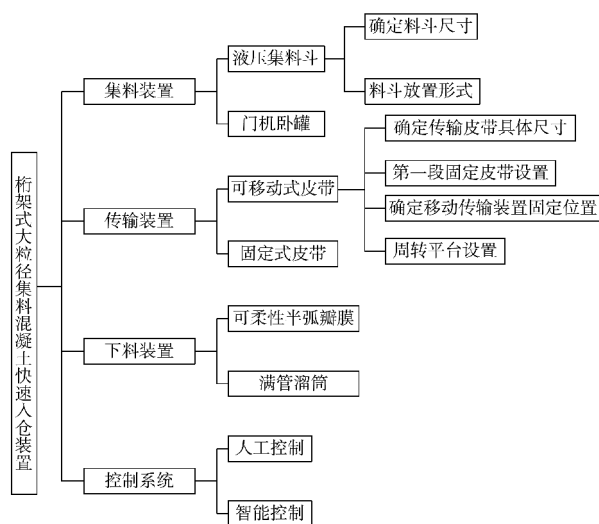 桁架式大粒径集料混凝土快速入仓装置
集料装置
液压集料斗
确定料斗尺寸
料斗放置形式
门机卧罐
传输装置
可移动式皮带
确定传输皮带具体尺寸
第一段固定皮带设置
确定移动传输装置固定位置
周转平台设置
固定式皮带
下料装置
可柔性半弧瓣膜
满管溜筒
控制系统
人工控制
智能控制